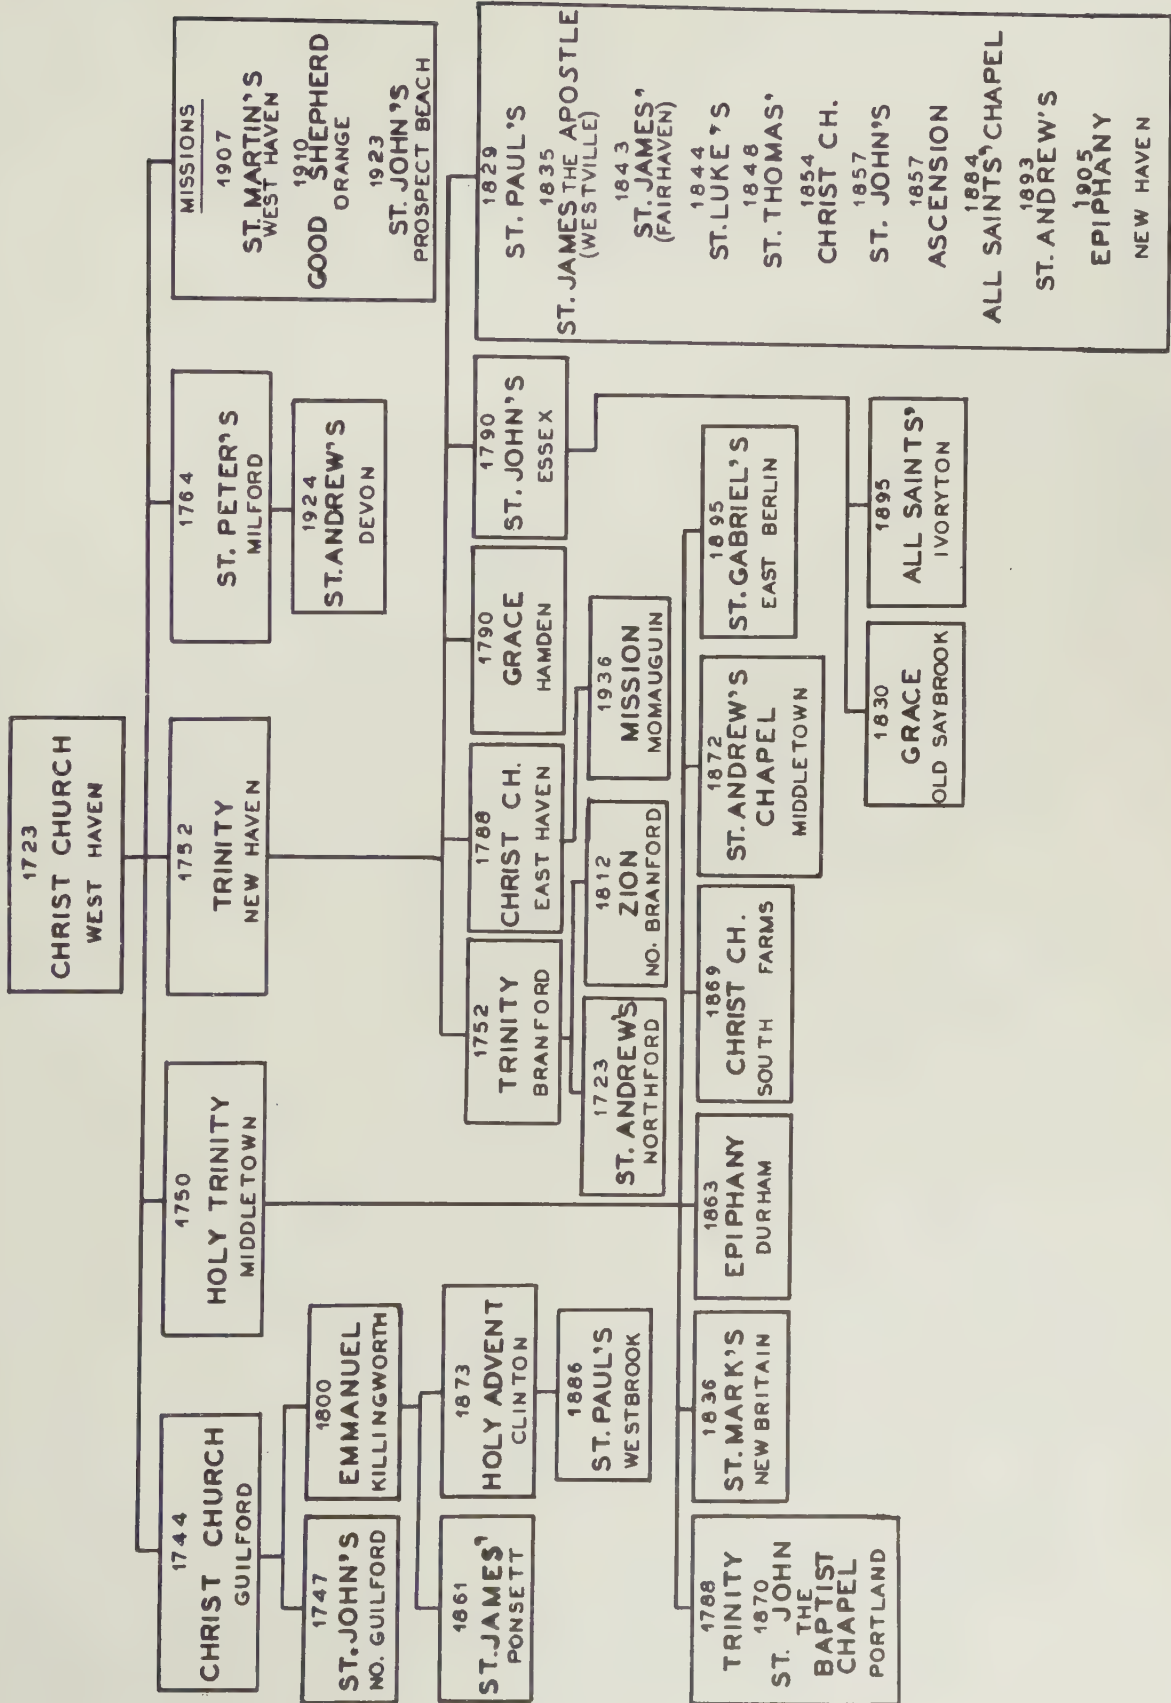 1723
CHRIST CHURCH
WEST HAVEN
1744
CHRIST CHURCH
GUILFORD
1750
HOLY TRINITY
MIDDLETOWN
1752
TRINITY
NEW HAVEN
1764
ST. PETER'S
MILFORD
MISSIONS
1907
ST. MARTIN'S
WEST HAVEN
1910
GOOD SHEPHERD
ORANGE
1923
ST. JOHN'S
PROSPECT BEACH
1747
ST. JOHN'S
NO. GUILFORD
1800
EMMANUEL
KILLINGWORTH
1924
ST. ANDREW'S
DEVON
1861
ST. JAMES'
PONSETT
1873
HOLY ADVENT
CLINTON
1752
TRINITY
BRANFORD
1788
CHRIST CH.
EAST HAVEN
1790
GRACE
HAMDEN
1790
ST. JOHN'S
ESSEX
1829
ST. PAUL'S
1835
ST. JAMES THE APOSTLE
(WESTVILLE)
1843
ST. JAMES'
(FAIRHAVEN)
1844
ST. LUKE'S
1848
ST. THOMAS'
1854
CHRIST CH.
1857
ST. JOHN'S
1857
ASCENSION
1884
ALL SAINTS' CHAPEL
1893
ST. ANDREW'S
1905
EPIPHANY
NEW HAVEN
1886
ST. PAUL'S
WESTBROOK
1723
ST. ANDREW'S
NORTHFORD
1812
ZION
NO. BRANFORD
1936
MISSION
MOMAUGUIN
1788
TRINITY
1870
ST. JOHN
THE
BAPTIST
CHAPEL
PORTLAND
1836
ST. MARK'S
NEW BRITAIN
1863
EPIPHANY
DURHAM
1869
CHRIST CH.
SOUTH FARMS
1872
ST. ANDREW'S
CHAPEL
MIDDLETOWN
1895
ST. GABRIEL'S
EAST BERLIN
1830
GRACE
OLD SAYBROOK
1895
ALL SAINTS'
IVORYTON